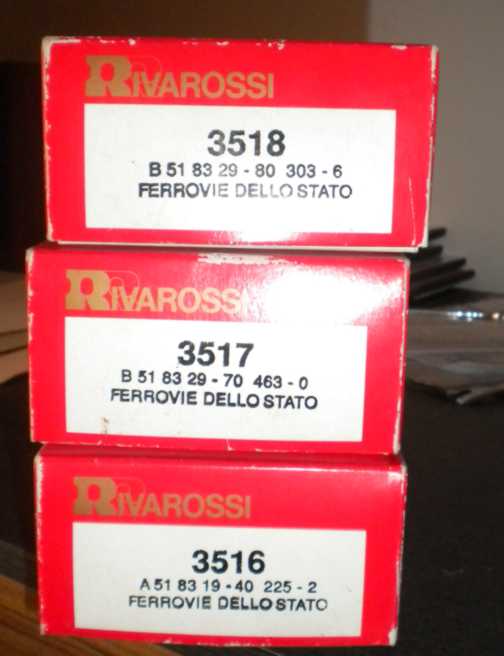 RIVAROSSI
3518
B 51 83 29 - 80 303 - 6
FERROVIE DELLO STATO
RIVAROSSI
3517
B 51 83 29 - 70 463 - 0
FERROVIE DELLO STATO
RIVAROSSI
3516
A 51 83 19 - 40 225 - 2
FERROVIE DELLO STATO